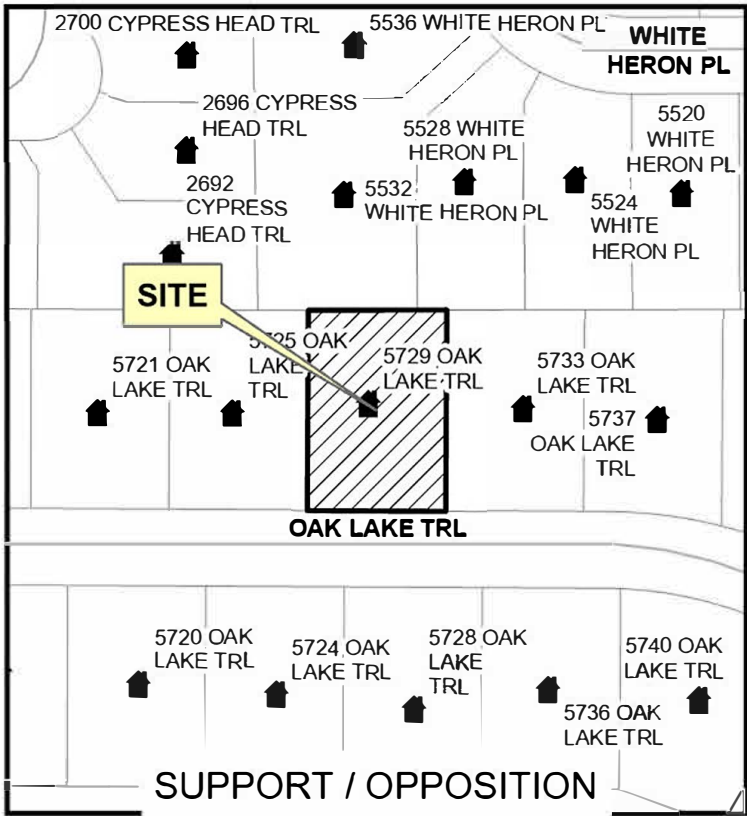 2700 CYPRESS HEAD TRL
5536 WHITE HERON PL
WHITE
HERON PL
2696 CYPRESS
HEAD TRL
5528 WHITE
HERON PL
5520
WHITE
HERON PL
2692
CYPRESS
HEAD TRL
5532
WHITE HERON PL
5524
WHITE
HERON PL
SITE
5721 OAK
LAKE TRL
5725 OAK
LAKE
TRL
5729 OAK
LAKE TRL
5733 OAK
LAKE TRL
5737
OAK LAKE
TRL
OAK LAKE TRL
5720 OAK
LAKE TRL
5724 OAK
LAKE TRL
5728 OAK
LAKE
TRL
5736 OAK
LAKE TRL
5740 OAK
LAKE TRL
SUPPORT / OPPOSITION